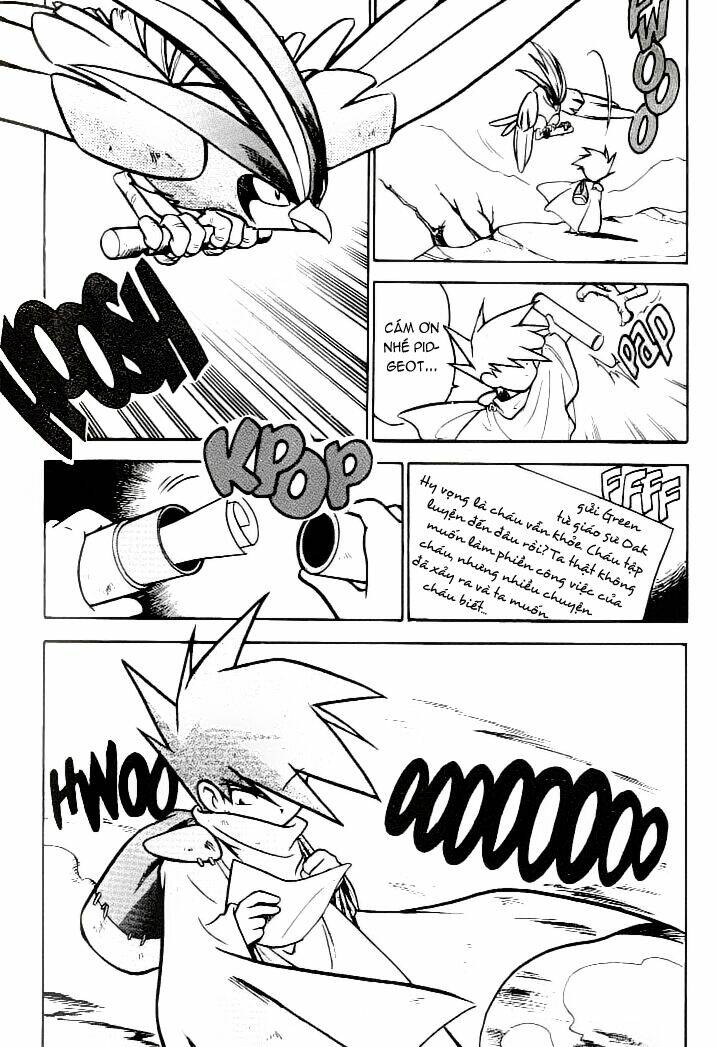 HWOOO
HOOSH
CÁM ƠN
NHÉ PID-
GEOT...
PAP
KPOP
FFFF
gửi Green
từ giáo sư Oak
Hy vọng là cháu vẫn khỏe. Cháu tập
luyện đến đâu rồi? Ta thật không
muốn làm phiền công việc của
cháu, nhưng nhiều chuyện
đã xảy ra và ta muốn
cháu biết...
HWOO
OOOOOOOO